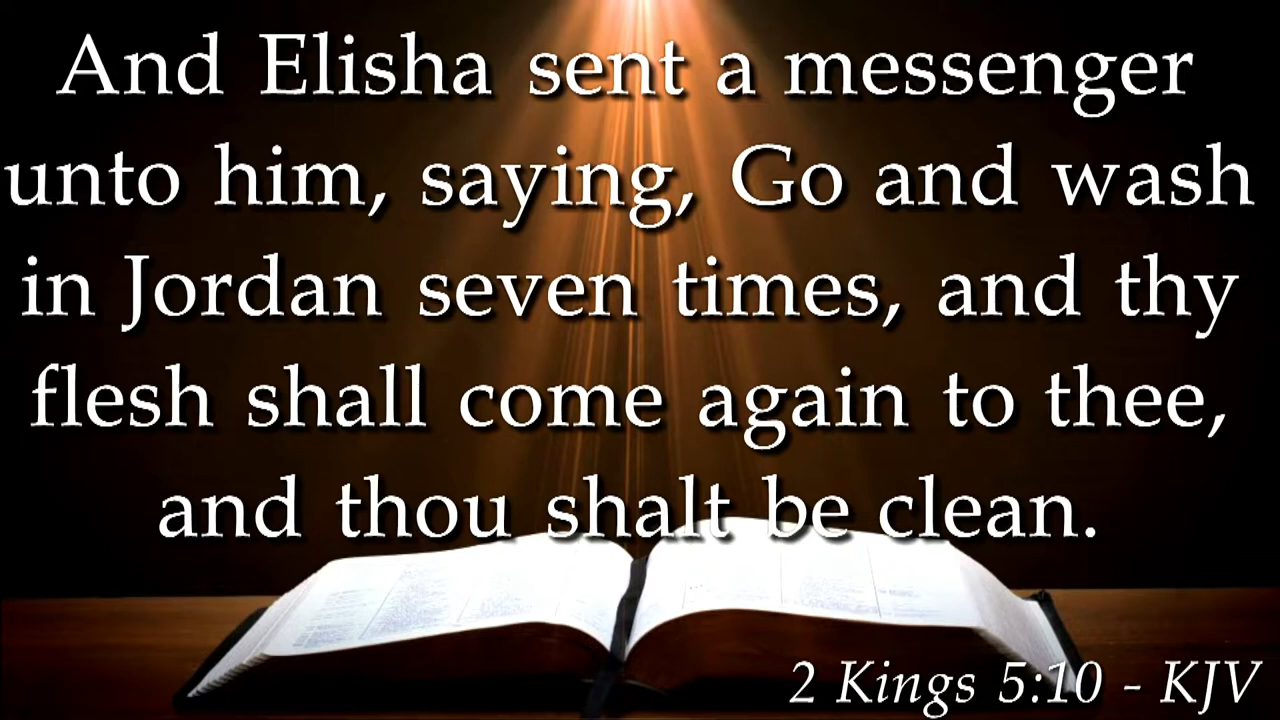 And Elisha sent a messenger
unto him, saying, Go and wash
in Jordan seven times, and thy
flesh shall come again to thee,
and thou shalt be clean.
2 Kings 5:10 - KJV